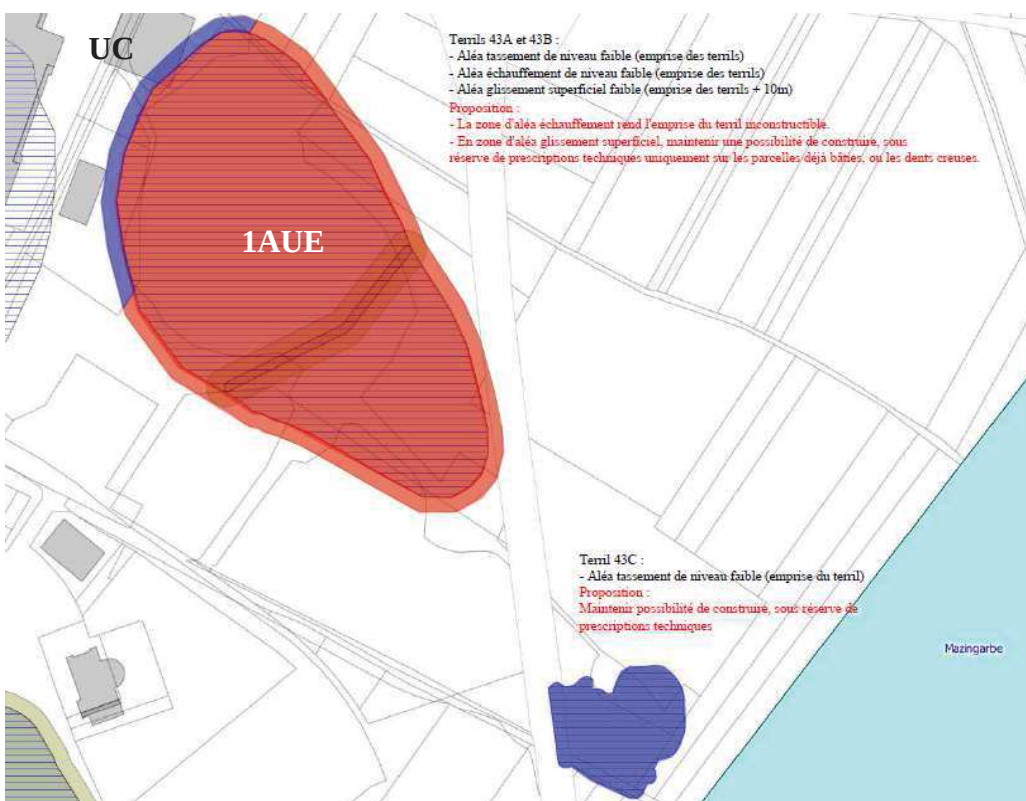 UC
Terrils 43A et 43B :
- Aléa tassement de niveau faible (emprise des terrils)
- Aléa échauffement de niveau faible (emprise des terrils)
- Aléa glissement superficiel faible (emprise des terrils + 10m)
Proposition :
- La zone d'aléa échauffement rend l'emprise du terril inconstructible.
- En zone d'aléa glissement superficiel, maintenir une possibilité de construire, sous
réserve de prescriptions techniques uniquement sur les parcelles déjà bâties, ou les dents creuses.
1AUE
Terril 43C :
- Aléa tassement de niveau faible (emprise du terril)
Proposition :
Maintenir possibilité de construire, sous réserve de
prescriptions techniques
Mazingarbe